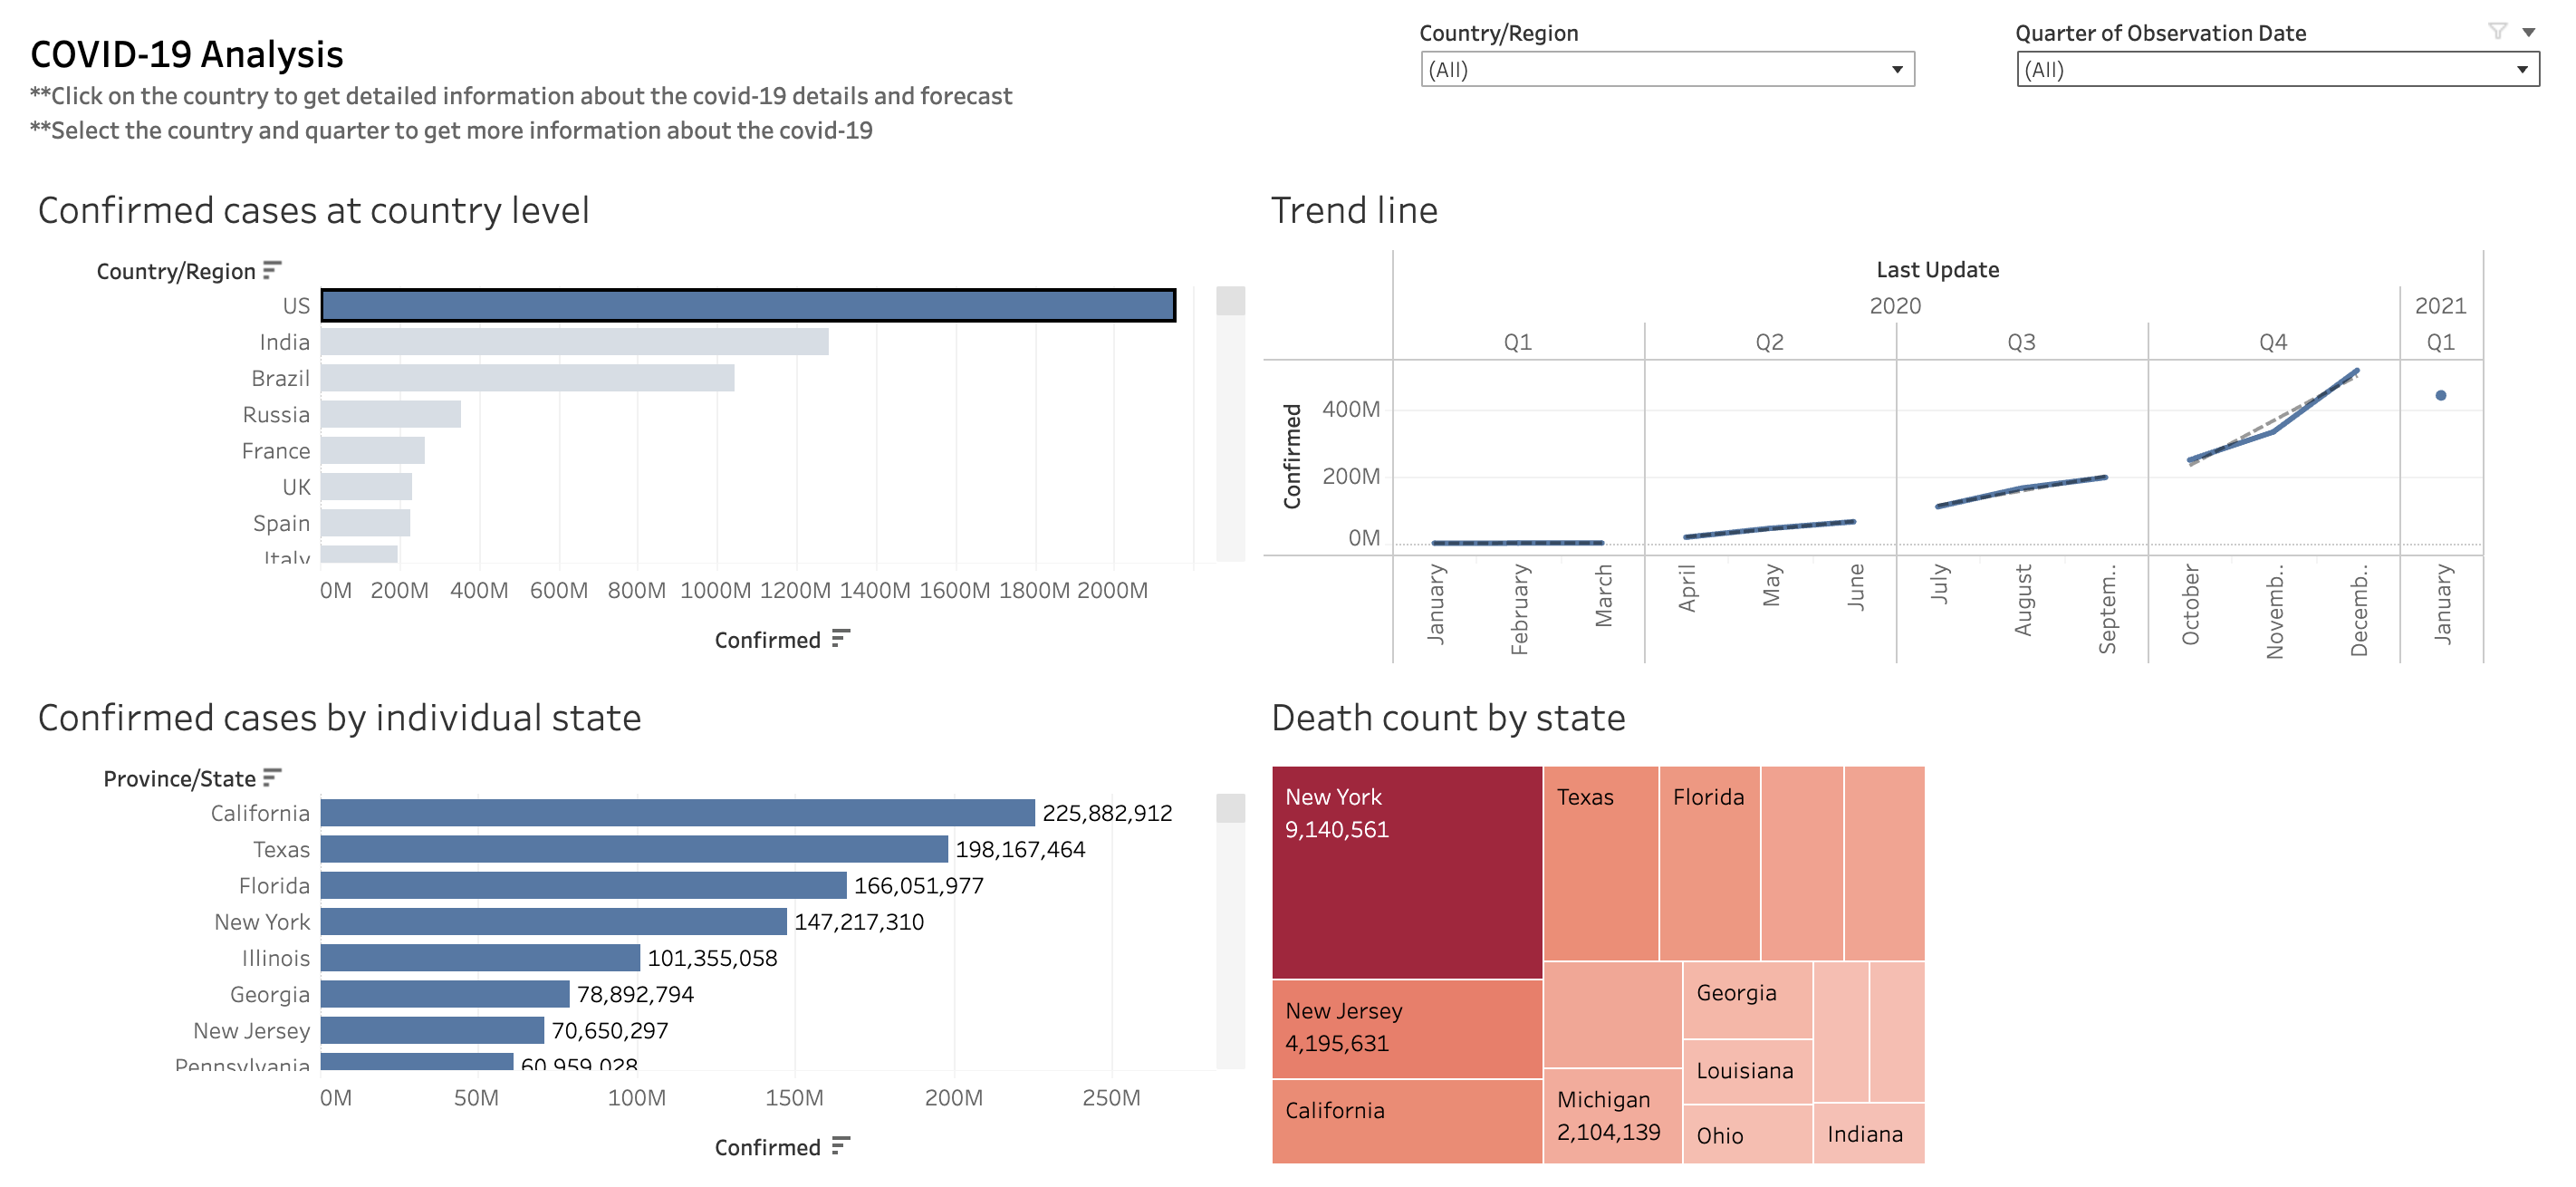 COVID-19 Analysis
**Click on the country to get detailed information about the covid-19 details and forecast
**Select the country and quarter to get more information about the covid-19
Country/Region
(All)
Quarter of Observation Date
(All)
Confirmed cases at country level
Country/Region
US
India
Brazil
Russia
France
UK
Spain
Italy
0M 200M 400M 600M 800M 1000M 1200M 1400M 1600M 1800M 2000M
Confirmed
Trend line
Last Update
2020 2021
Q1 Q2 Q3 Q4 Q1
Confirmed
400M
200M
0M
January February March April May June July August Septem.. October Novemb.. Decemb.. January
Confirmed cases by individual state
Province/State
California 225,882,912
Texas 198,167,464
Florida 166,051,977
New York 147,217,310
Illinois 101,355,058
Georgia 78,892,794
New Jersey 70,650,297
Pennsylvania 60,959,028
0M 50M 100M 150M 200M 250M
Confirmed
Death count by state
New York
9,140,561
New Jersey
4,195,631
California
Texas
Florida
Michigan
2,104,139
Georgia
Louisiana
Ohio
Indiana